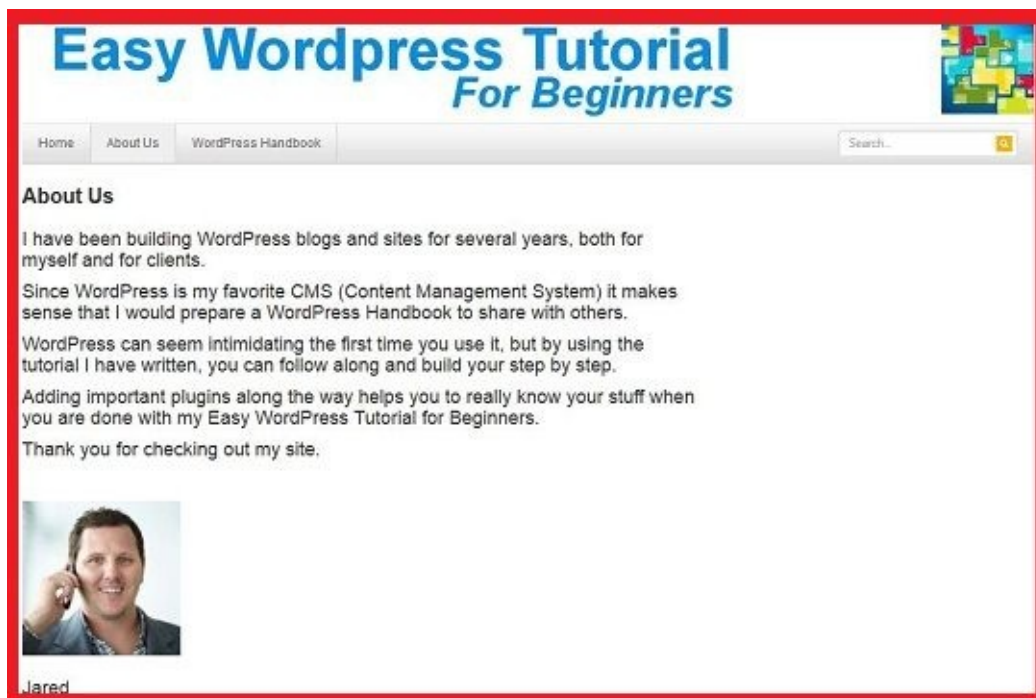 Easy Wordpress Tutorial
For Beginners
Home About Us WordPress Handbook Search..
About Us
I have been building WordPress blogs and sites for several years, both for
myself and for clients.
Since WordPress is my favorite CMS (Content Management System) it makes
sense that I would prepare a WordPress Handbook to share with others.
WordPress can seem intimidating the first time you use it, but by using the
tutorial I have written, you can follow along and build your step by step.
Adding important plugins along the way helps you to really know your stuff when
you are done with my Easy WordPress Tutorial for Beginners.
Thank you for checking out my site.
Jared